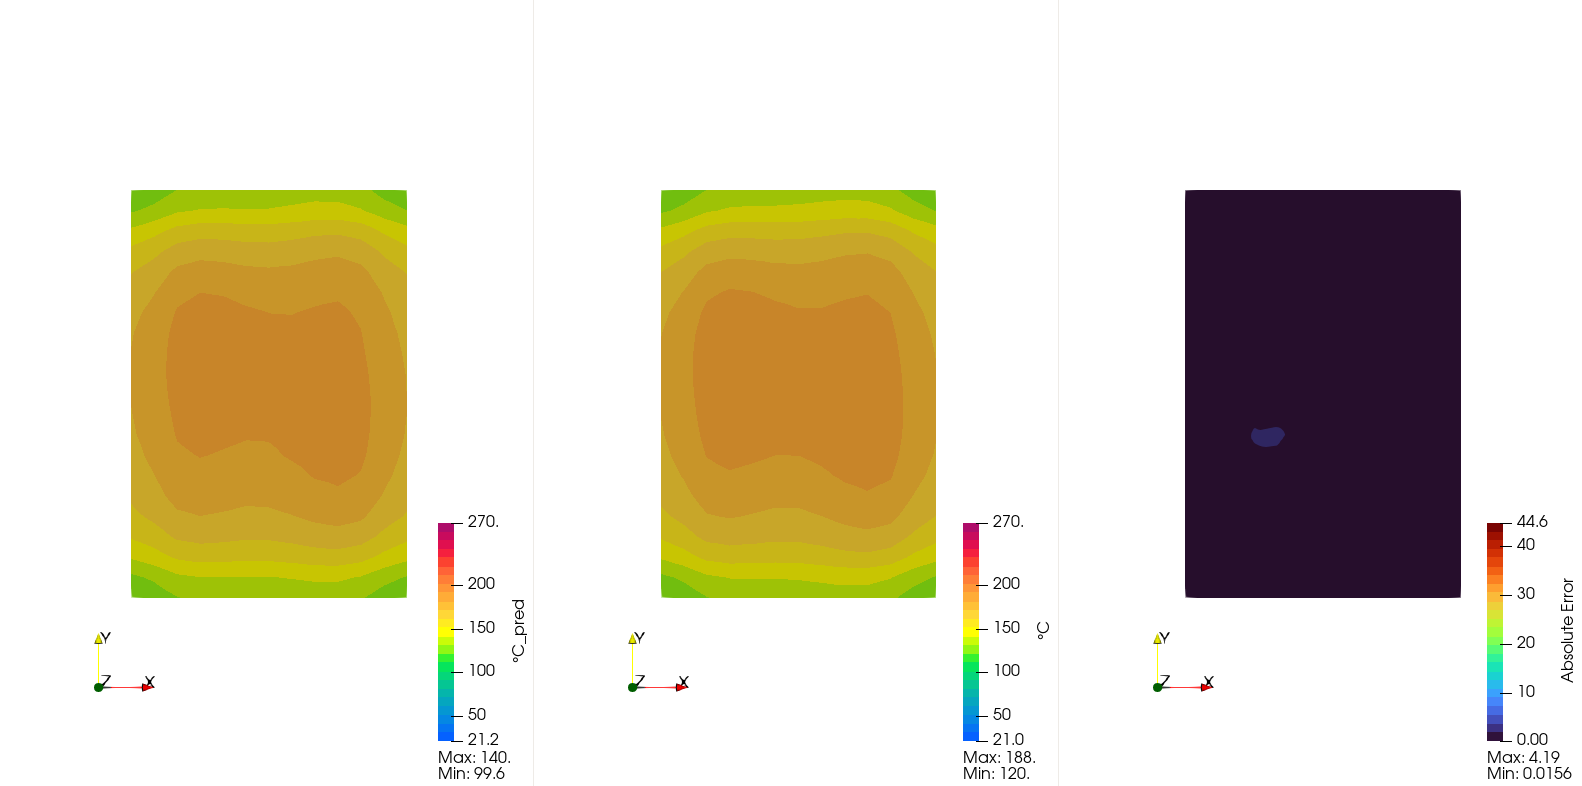 270.
200
150
100
50
21.2
°C_pred
Max: 140.
Min: 99.6
Y
Z
X
270.
200
150
100
50
21.0
°C
Max: 188.
Min: 120.
Y
Z
X
44.6
40
30
20
10
0.00
Absolute Error
Max: 4.19
Min: 0.0156
Y
Z
X